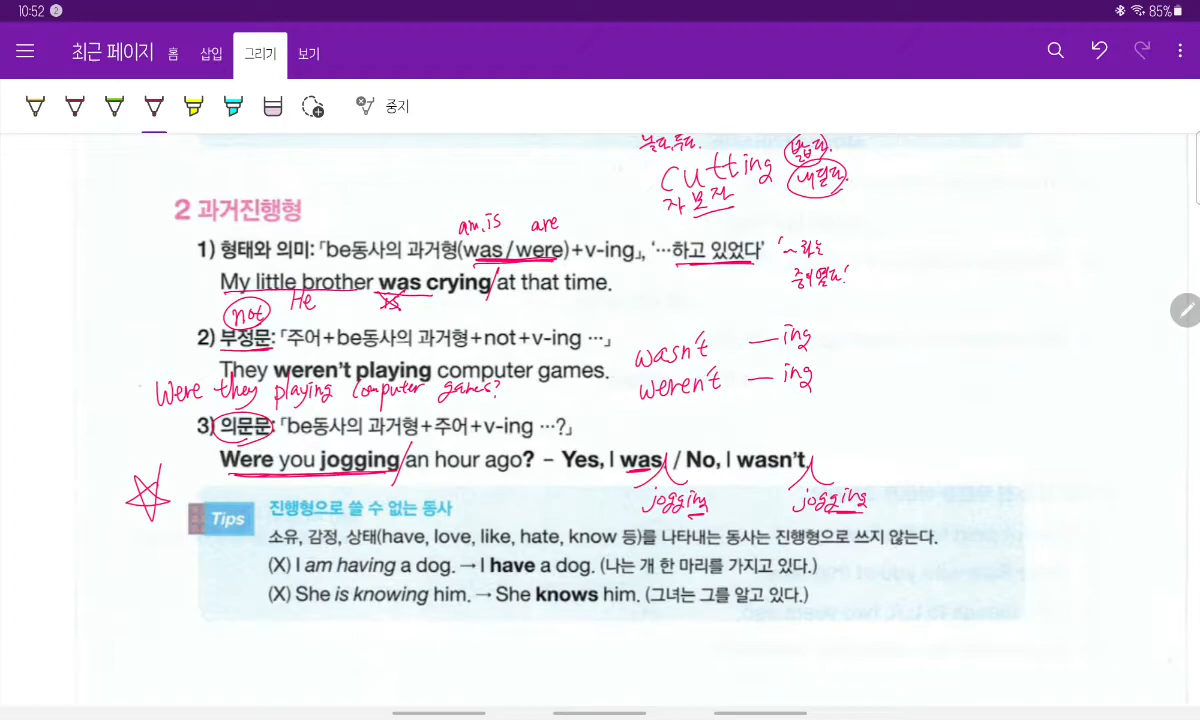 10:52 2 85%
최근 페이지 홈 삽입 그리기 보기
중지
cutting 밟다.
자모자
2 과거진행형
am.is are
1) 형태와 의미: 「be동사의 과거형(was/were)+v-ing」, ‘…하고 있었다’ ‘~하는
중이었다’
My little brother was crying/at that time.
not He
2) 부정문: 「주어+be동사의 과거형+not+v-ing …」
wasn't — ing
They weren't playing computer games.
weren't — ing
Were they playing computer games?
3) 의문문: 「be동사의 과거형+주어+v-ing …?」
Were you jogging/an hour ago? – Yes, I was. / No, I wasn't.
jogging jogging
Tips 진행형으로 쓸 수 없는 동사
소유, 감정, 상태(have, love, like, hate, know 등)를 나타내는 동사는 진행형으로 쓰지 않는다.
(X) I am having a dog. → I have a dog. (나는 개 한 마리를 가지고 있다.)
(X) She is knowing him. → She knows him. (그녀는 그를 알고 있다.)